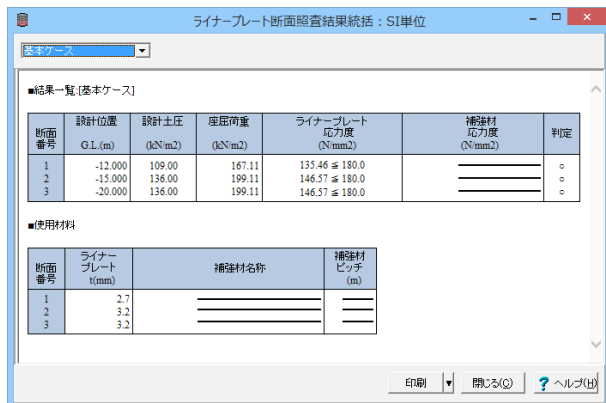 ライナープレート断面照査結果統括：SI単位
基本ケース
■結果一覧:[基本ケース]
断面番号 設計位置 G.L.(m) 設計土圧 (kN/m2) 座屈荷重 (kN/m2) ライナープレート応力度 (N/mm2) 補強材応力度 (N/mm2) 判定
1 -12.000 109.00 167.11 135.46 ≦ 180.0 ○
2 -15.000 136.00 199.11 146.57 ≦ 180.0 ○
3 -20.000 136.00 199.11 146.57 ≦ 180.0 ○
■使用材料
断面番号 ライナープレート t(mm) 補強材名称 補強材ピッチ (m)
1 2.7
2 3.2
3 3.2
印刷 閉じる(C) ? ヘルプ(H)